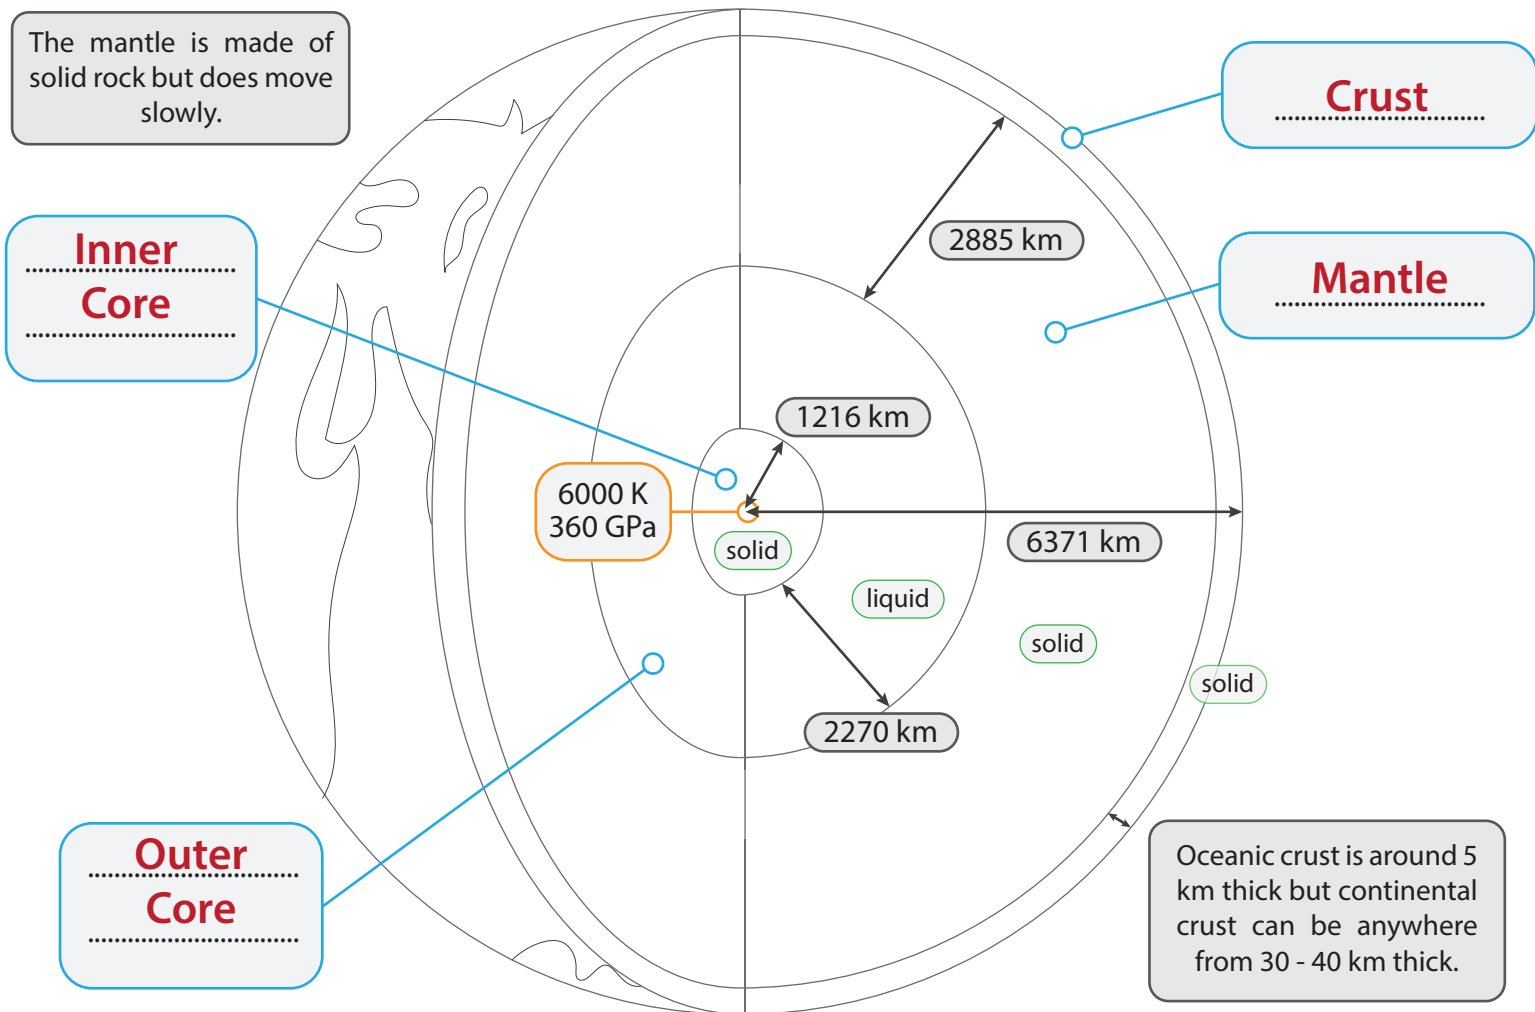 The mantle is made of
solid rock but does move
slowly.
Crust
Inner
Core
2885 km
Mantle
1216 km
6000 K
360 GPa
solid
6371 km
liquid
solid
solid
2270 km
Outer
Core
Oceanic crust is around 5
km thick but continental
crust can be anywhere
from 30 - 40 km thick.